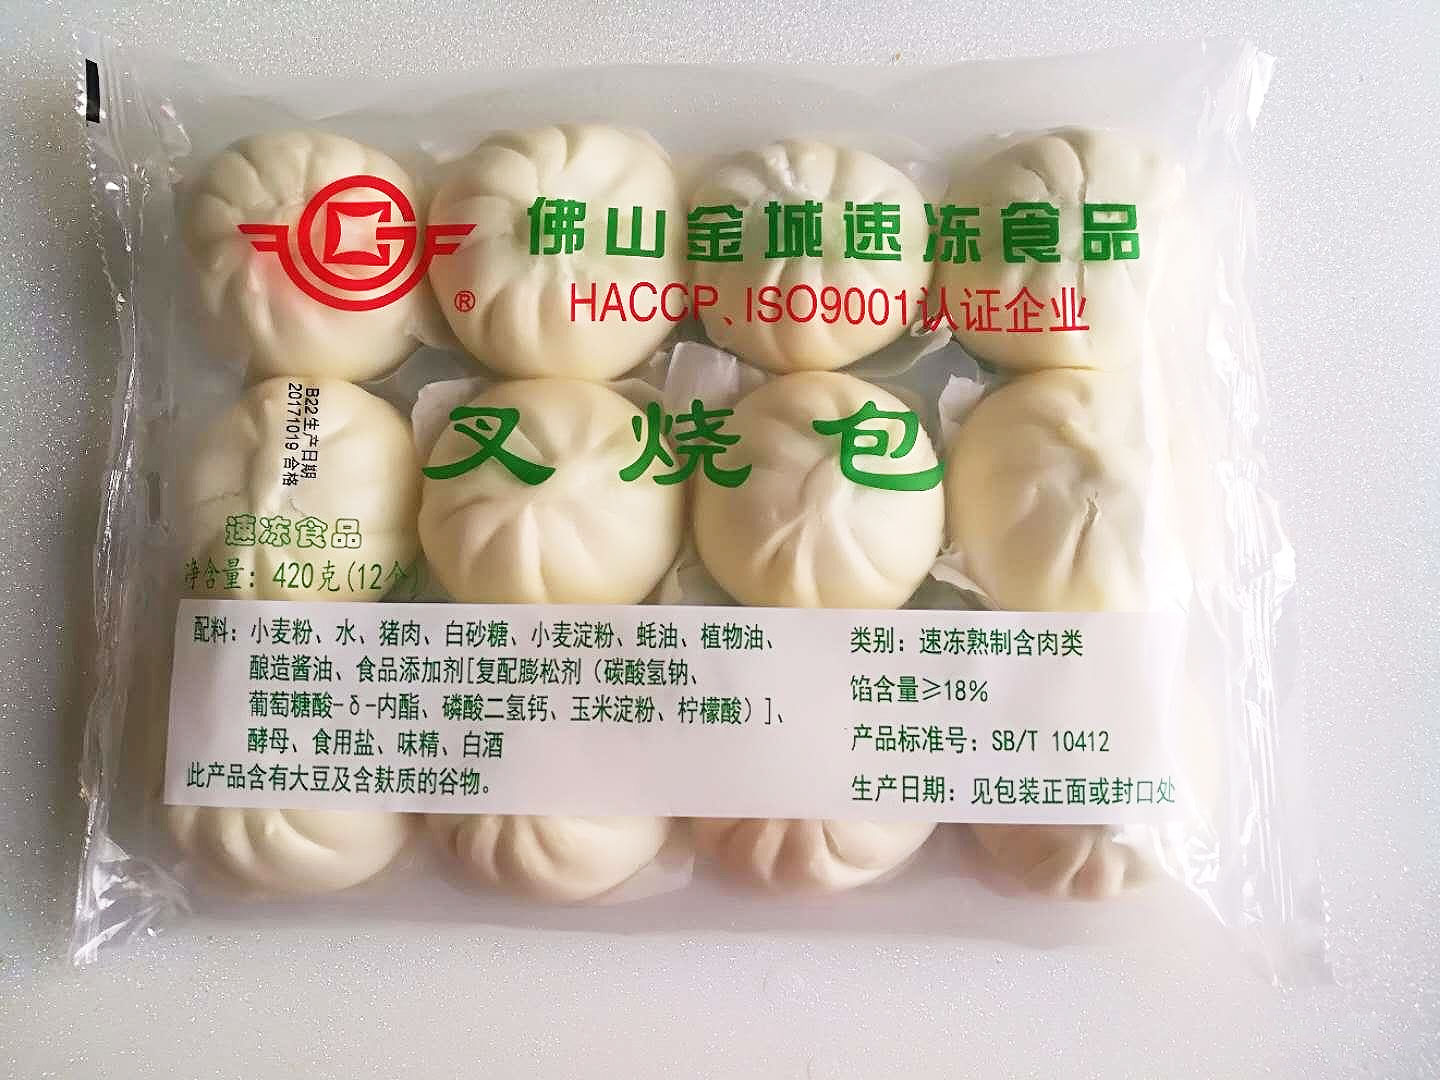 佛山金城速冻食品
®
HACCP、ISO9001认证企业
叉烧包
B22生产日期
20171019 合格
速冻食品
净含量：420克(12个)
配料：小麦粉、水、猪肉、白砂糖、小麦淀粉、蚝油、植物油、
酿造酱油、食品添加剂[复配膨松剂（碳酸氢钠、
葡萄糖酸-δ-内酯、磷酸二氢钙、玉米淀粉、柠檬酸）]、
酵母、食用盐、味精、白酒
此产品含有大豆及含麸质的谷物。
类别：速冻熟制含肉类
馅含量≥18%
产品标准号：SB/T 10412
生产日期：见包装正面或封口处